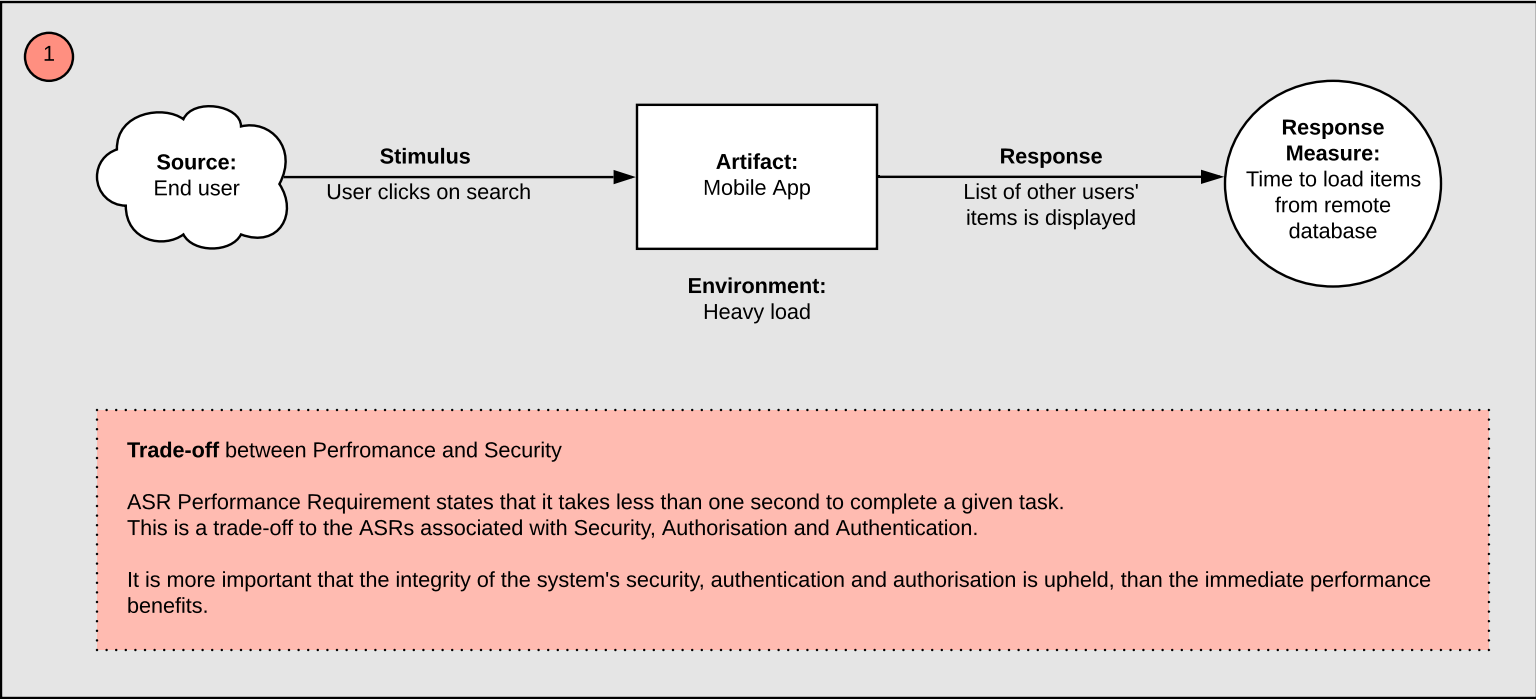 1
Source:
End user
Stimulus
User clicks on search
Artifact:
Mobile App
Environment:
Heavy load
Response
List of other users'
items is displayed
Response
Measure:
Time to load items
from remote
database
Trade-off between Perfromance and Security
ASR Performance Requirement states that it takes less than one second to complete a given task.
This is a trade-off to the ASRs associated with Security, Authorisation and Authentication.
It is more important that the integrity of the system's security, authentication and authorisation is upheld, than the immediate performance
benefits.